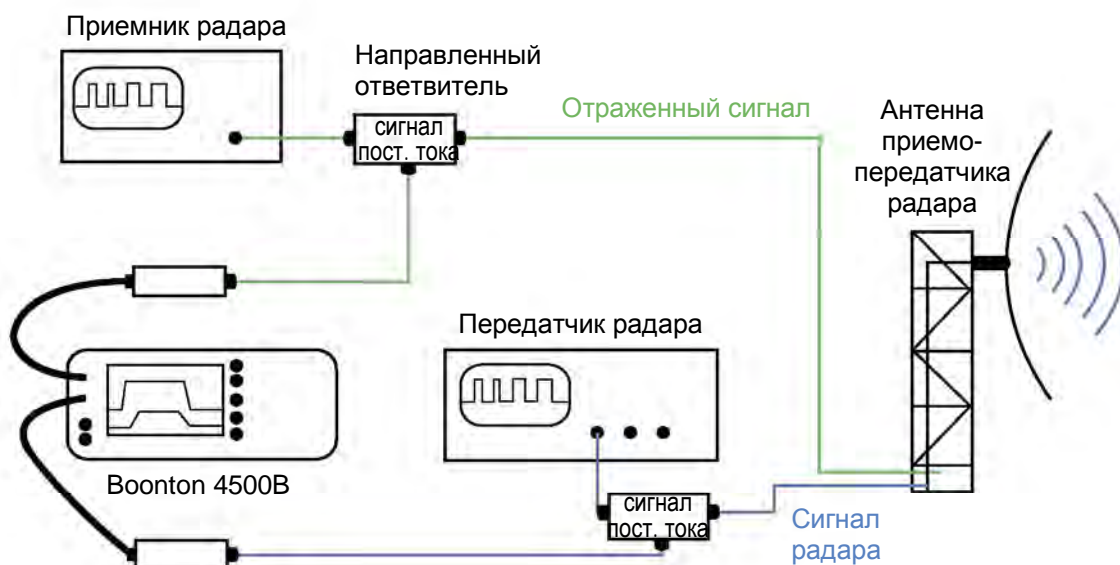 Приемник радара
Направленный
ответвитель
сигнал
пост. тока
Отраженный сигнал
Антенна
приемо-
передатчика
радара
Передатчик радара
Boonton 4500B
сигнал
пост. тока
Сигнал
радара